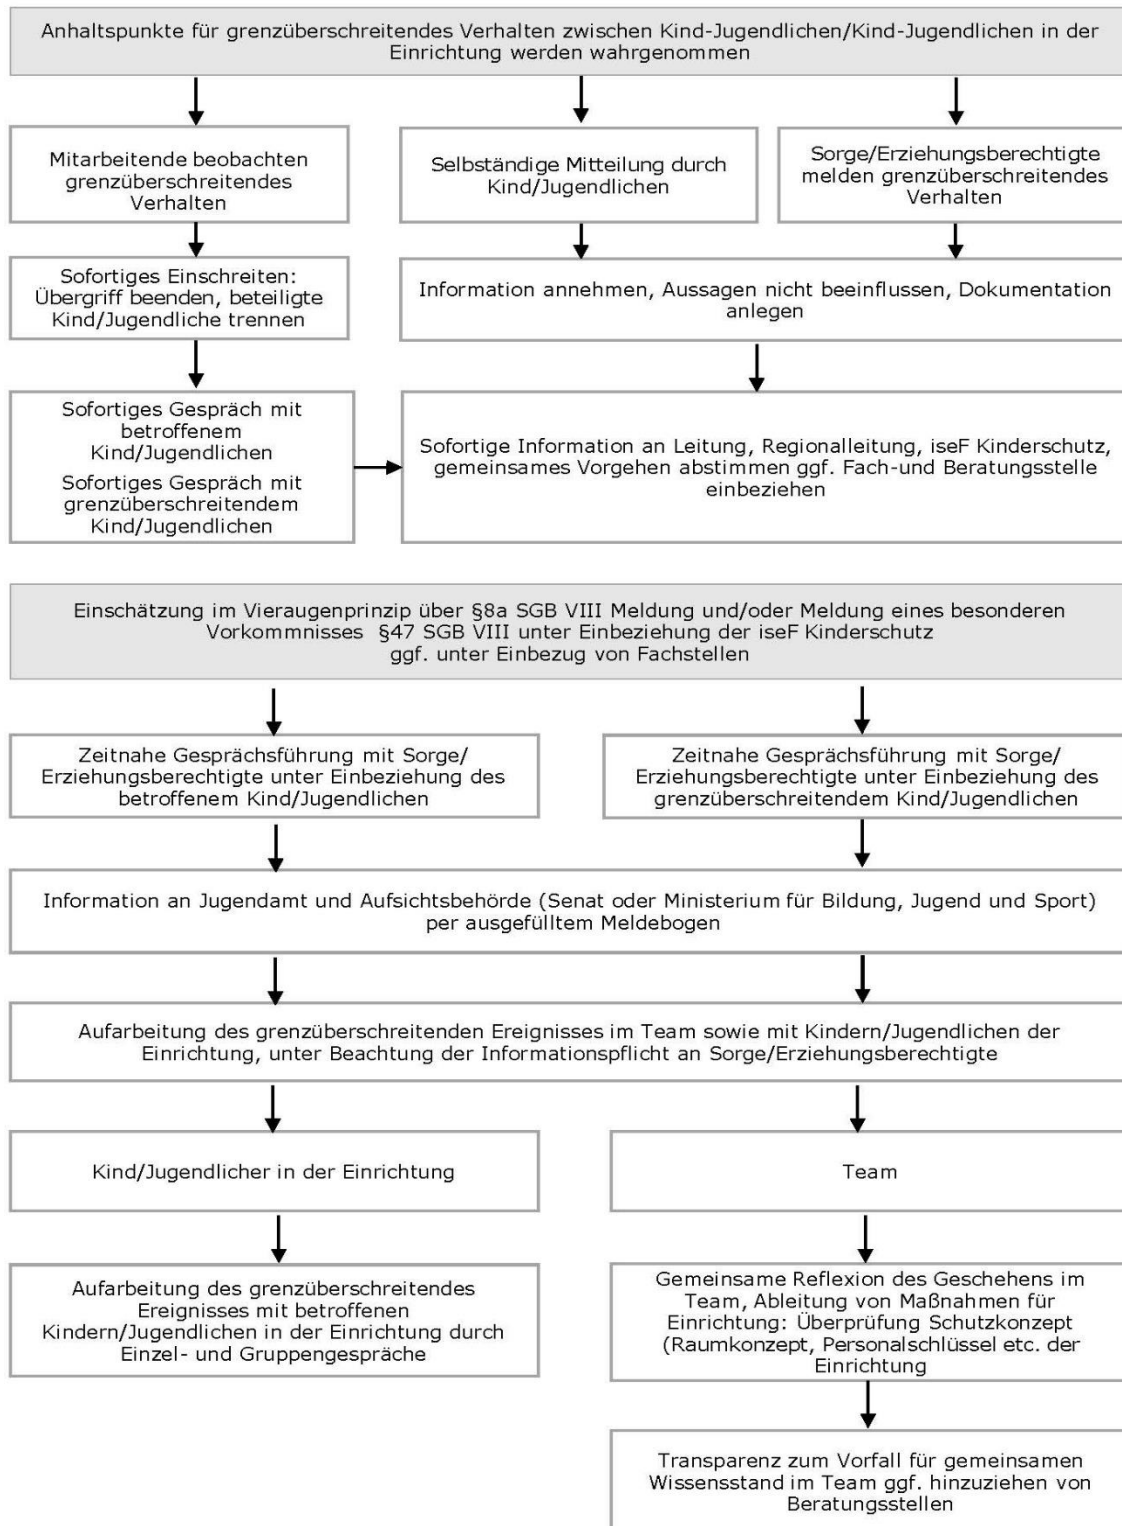 Anhaltspunkte für grenzüberschreitendes Verhalten zwischen Kind-Jugendlichen/Kind-Jugendlichen in der
Einrichtung werden wahrgenommen
Mitarbeitende beobachten
grenzüberschreitendes
Verhalten
Selbständige Mitteilung durch
Kind/Jugendlichen
Sorge/Erziehungsberechtigte
melden grenzüberschreitendes
Verhalten
Sofortiges Einschreiten:
Übergriff beenden, beteiligte
Kind/Jugendliche trennen
Information annehmen, Aussagen nicht beeinflussen, Dokumentation
anlegen
Sofortiges Gespräch mit
betroffenem
Kind/Jugendlichen
Sofortiges Gespräch mit
grenzüberschreitendem
Kind/Jugendlichen
Sofortige Information an Leitung, Regionalleitung, iseF Kinderschutz,
gemeinsames Vorgehen abstimmen ggf. Fach-und Beratungsstelle
einbeziehen
Einschätzung im Vieraugenprinzip über §8a SGB VIII Meldung und/oder Meldung eines besonderen
Vorkommnisses §47 SGB VIII unter Einbeziehung der iseF Kinderschutz
ggf. unter Einbezug von Fachstellen
Zeitnahe Gesprächsführung mit Sorge/
Erziehungsberechtigte unter Einbeziehung des
betroffenem Kind/Jugendlichen
Zeitnahe Gesprächsführung mit Sorge/
Erziehungsberechtigte unter Einbeziehung des
grenzüberschreitendem Kind/Jugendlichen
Information an Jugendamt und Aufsichtsbehörde (Senat oder Ministerium für Bildung, Jugend und Sport)
per ausgefülltem Meldebogen
Aufarbeitung des grenzüberschreitenden Ereignisses im Team sowie mit Kindern/Jugendlichen der
Einrichtung, unter Beachtung der Informationspflicht an Sorge/Erziehungsberechtigte
Kind/Jugendlicher in der Einrichtung
Team
Aufarbeitung des grenzüberschreitendes
Ereignisses mit betroffenen
Kindern/Jugendlichen in der Einrichtung durch
Einzel- und Gruppengespräche
Gemeinsame Reflexion des Geschehens im
Team, Ableitung von Maßnahmen für
Einrichtung: Überprüfung Schutzkonzept
(Raumkonzept, Personalschlüssel etc. der
Einrichtung
Transparenz zum Vorfall für gemeinsamen
Wissensstand im Team ggf. hinzuziehen von
Beratungsstellen